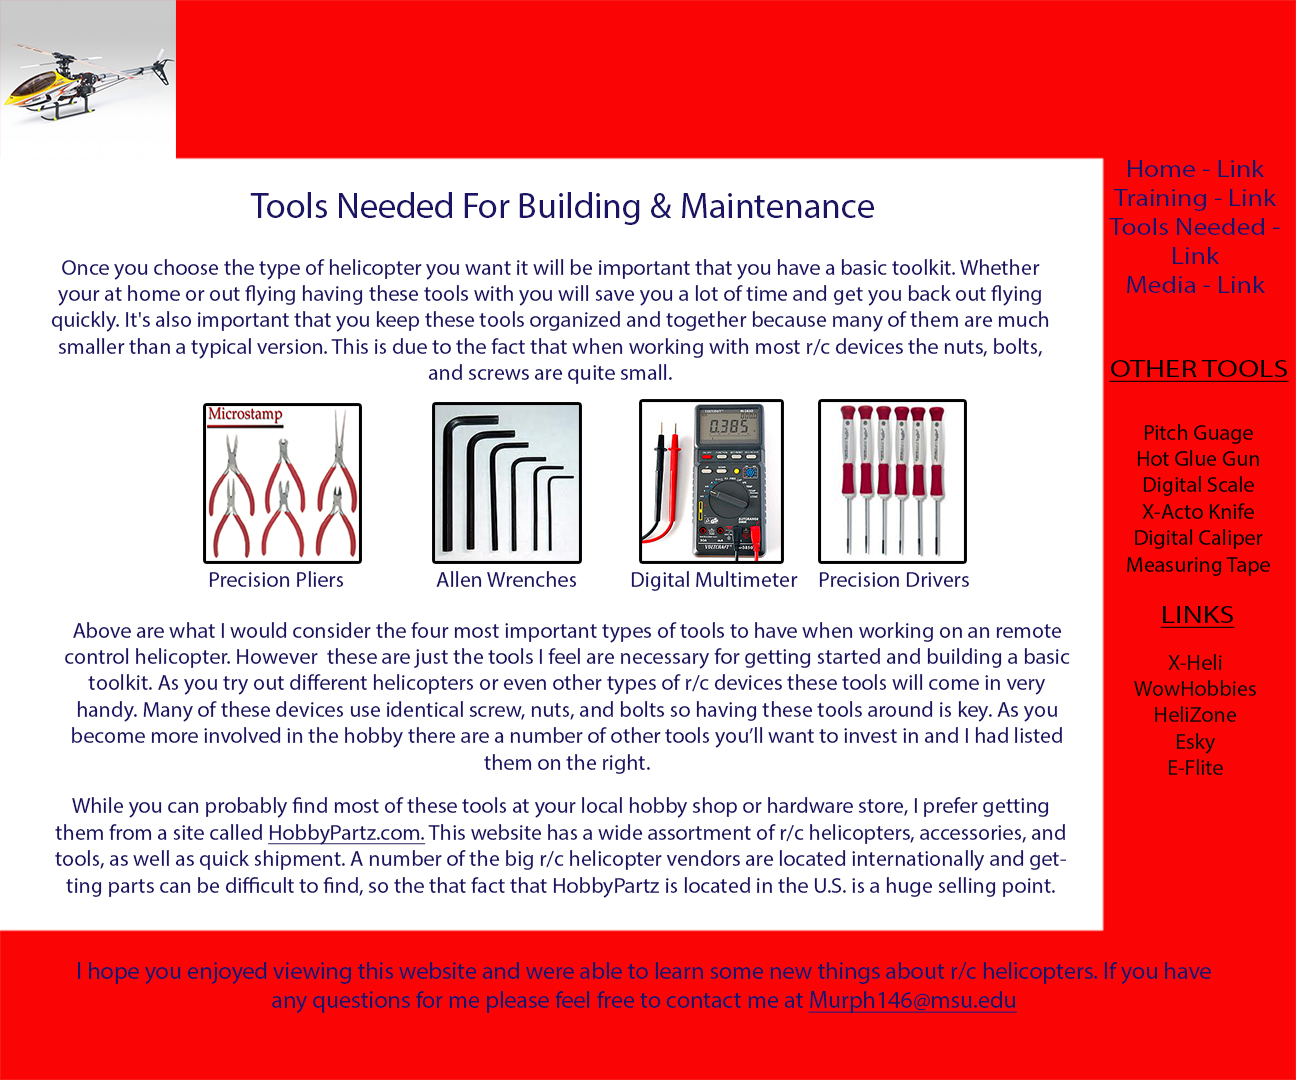 Home - Link
Training - Link
Tools Needed -
Link
Media - Link
Tools Needed For Building & Maintenance
Once you choose the type of helicopter you want it will be important that you have a basic toolkit. Whether
your at home or out flying having these tools with you will save you a lot of time and get you back out flying
quickly. It's also important that you keep these tools organized and together because many of them are much
smaller than a typical version. This is due to the fact that when working with most r/c devices the nuts, bolts,
and screws are quite small.
Microstamp
0.385
VOLTCRAFT
Precision Pliers
Allen Wrenches
Digital Multimeter
Precision Drivers
Above are what I would consider the four most important types of tools to have when working on an remote
control helicopter. However  these are just the tools I feel are necessary for getting started and building a basic
toolkit. As you try out different helicopters or even other types of r/c devices these tools will come in very
handy. Many of these devices use identical screw, nuts, and bolts so having these tools around is key. As you
become more involved in the hobby there are a number of other tools you’ll want to invest in and I had listed
them on the right.
While you can probably find most of these tools at your local hobby shop or hardware store, I prefer getting
them from a site called HobbyPartz.com. This website has a wide assortment of r/c helicopters, accessories, and
tools, as well as quick shipment. A number of the big r/c helicopter vendors are located internationally and get-
ting parts can be difficult to find, so the that fact that HobbyPartz is located in the U.S. is a huge selling point.
OTHER TOOLS
Pitch Guage
Hot Glue Gun
Digital Scale
X-Acto Knife
Digital Caliper
Measuring Tape
LINKS
X-Heli
WowHobbies
HeliZone
Esky
E-Flite
I hope you enjoyed viewing this website and were able to learn some new things about r/c helicopters. If you have
any questions for me please feel free to contact me at Murph146@msu.edu